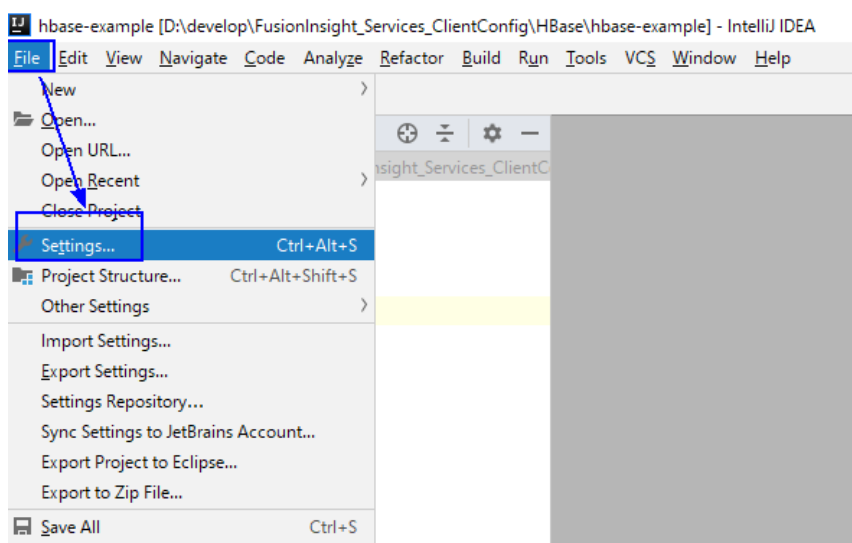 IJ hbase-example [D:\develop\FusionInsight_Services_ClientConfig\HBase\hbase-example] - IntelliJ IDEA
File Edit View Navigate Code Analyze Refactor Build Run Tools VCS Window Help
New
Open...
Open URL...
Open Recent
nsight_Services_ClientC
Close Project
Settings... Ctrl+Alt+S
Project Structure... Ctrl+Alt+Shift+S
Other Settings
Import Settings...
Export Settings...
Settings Repository...
Sync Settings to JetBrains Account...
Export Project to Eclipse...
Export to Zip File...
Save All Ctrl+S